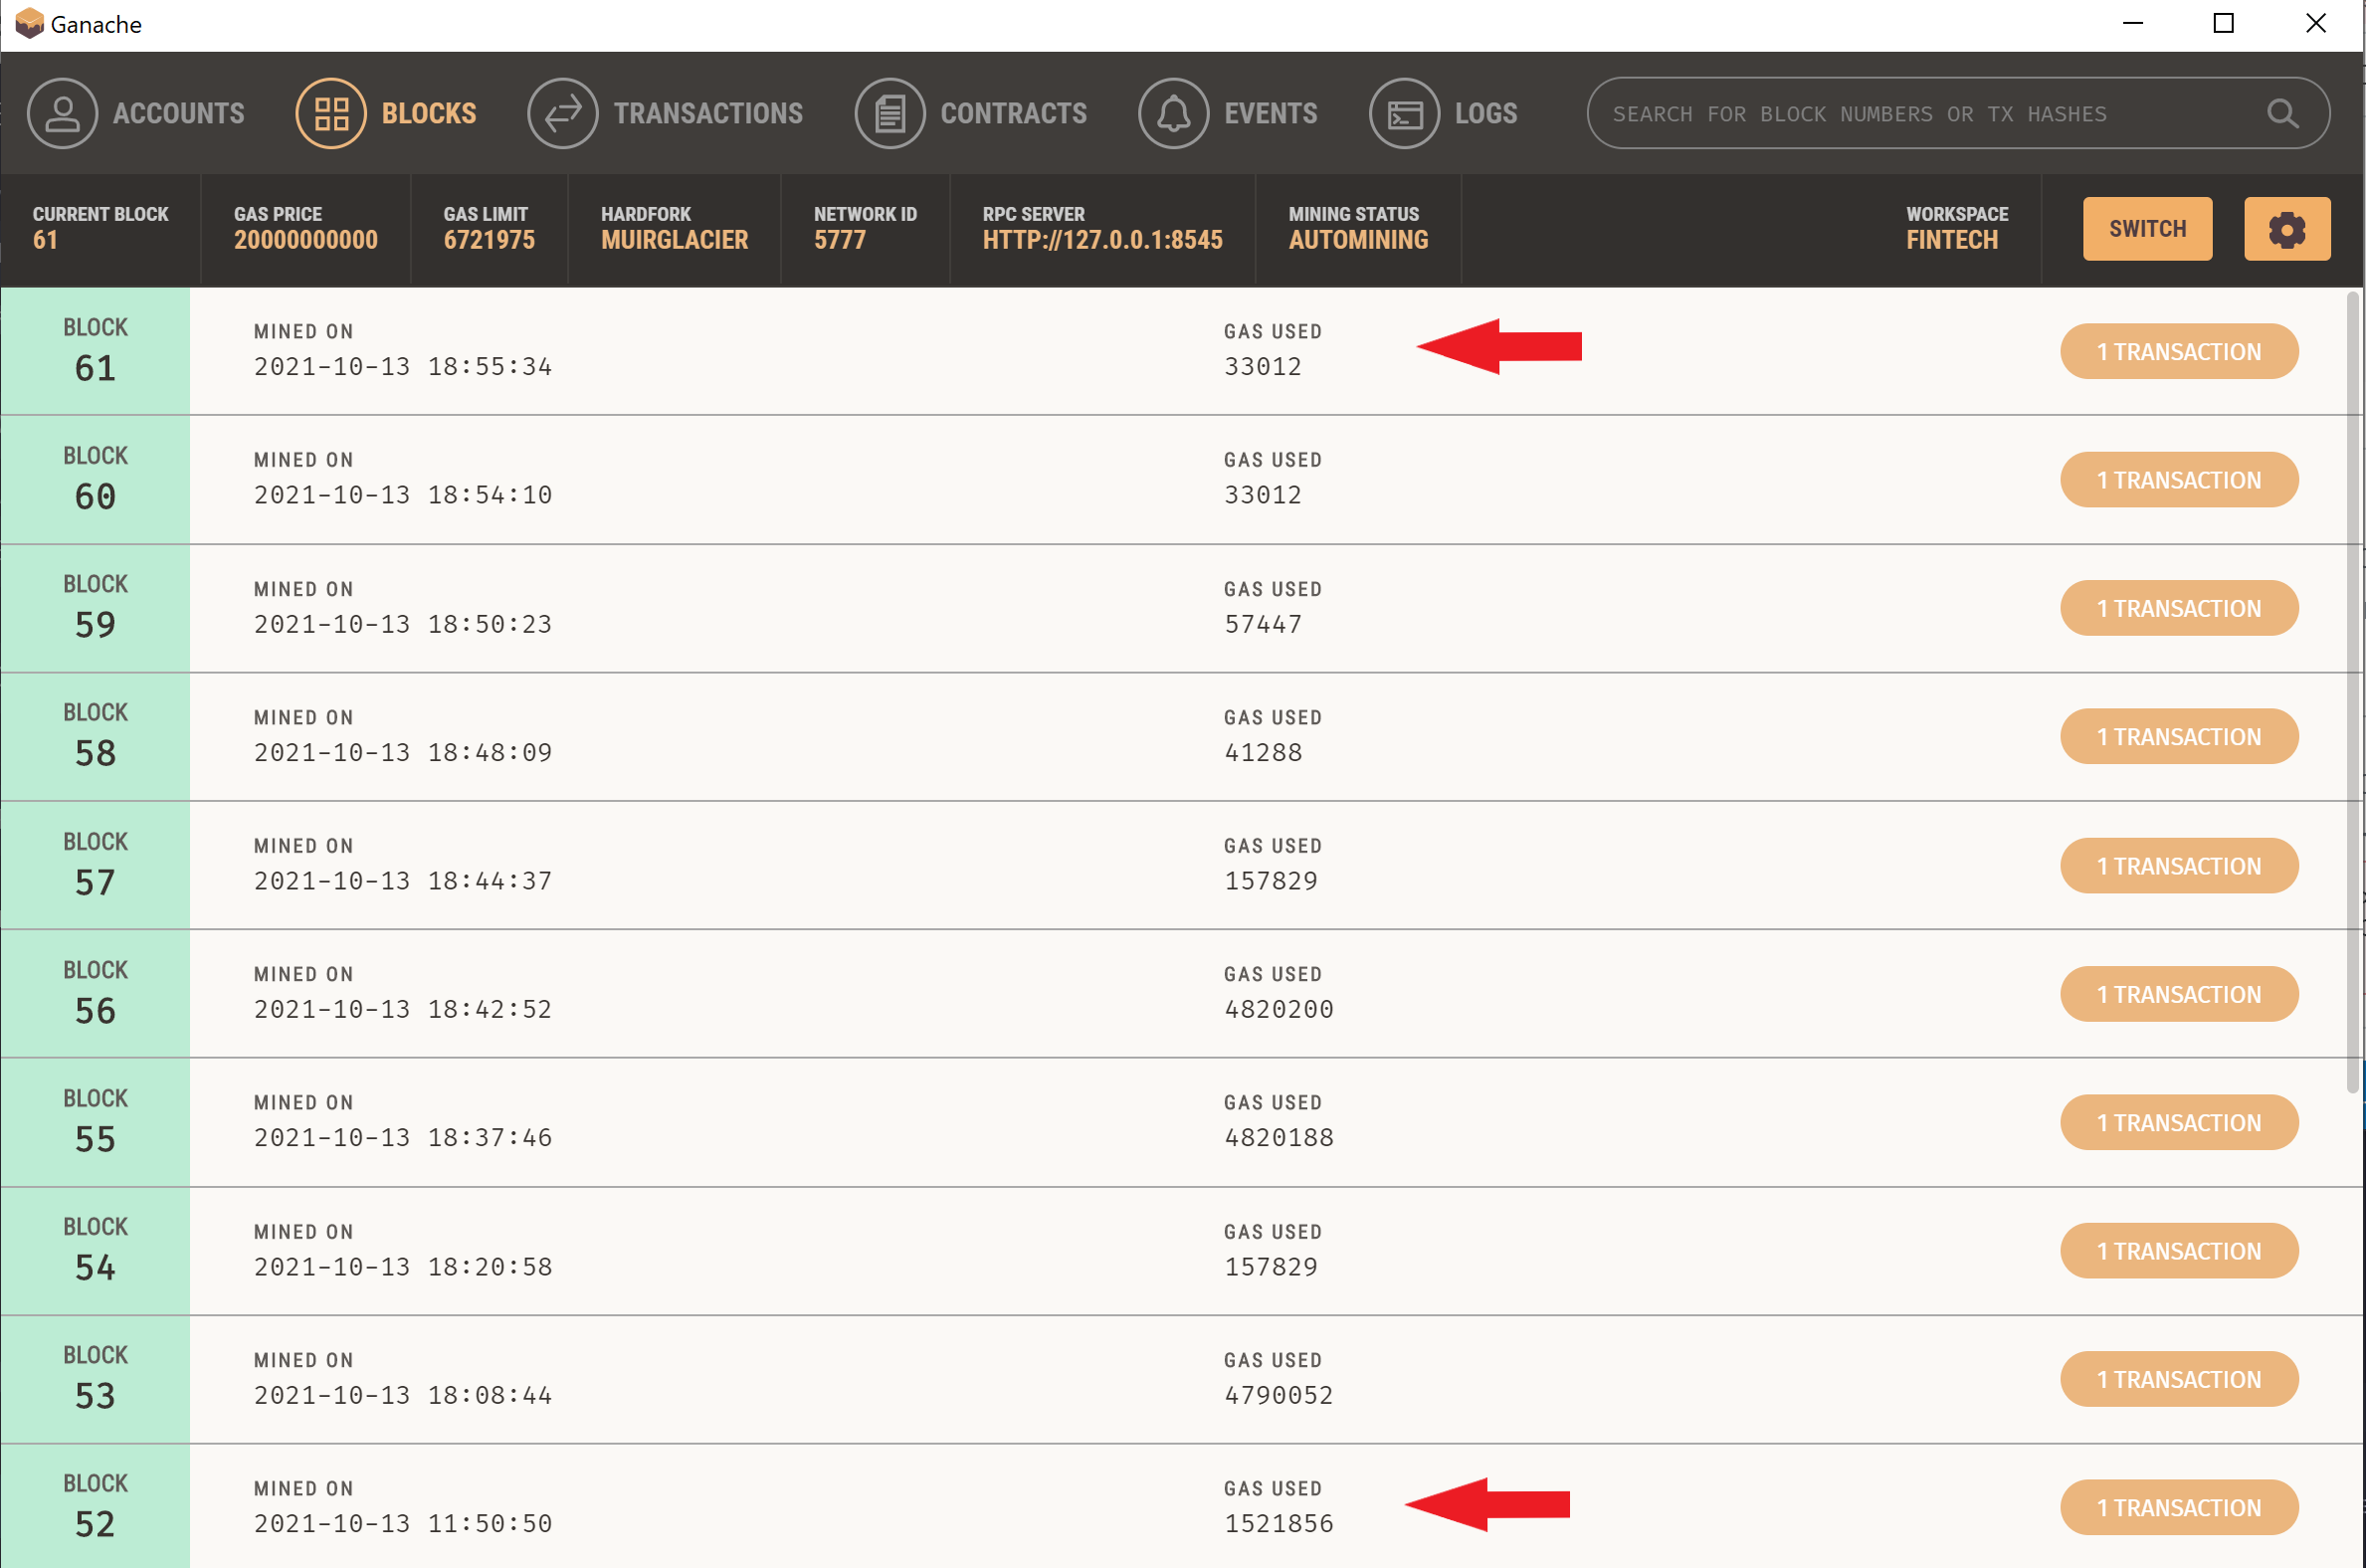 Ganache
ACCOUNTS BLOCKS TRANSACTIONS CONTRACTS EVENTS LOGS SEARCH FOR BLOCK NUMBERS OR TX HASHES
CURRENT BLOCK GAS PRICE GAS LIMIT HARDFORK NETWORK ID RPC SERVER MINING STATUS WORKSPACE
61 20000000000 6721975 MUIRGLACIER 5777 HTTP://127.0.0.1:8545 AUTOMINING FINTECH SWITCH
BLOCK MINED ON GAS USED
61 2021-10-13 18:55:34 33012 1 TRANSACTION
BLOCK MINED ON GAS USED
60 2021-10-13 18:54:10 33012 1 TRANSACTION
BLOCK MINED ON GAS USED
59 2021-10-13 18:50:23 57447 1 TRANSACTION
BLOCK MINED ON GAS USED
58 2021-10-13 18:48:09 41288 1 TRANSACTION
BLOCK MINED ON GAS USED
57 2021-10-13 18:44:37 157829 1 TRANSACTION
BLOCK MINED ON GAS USED
56 2021-10-13 18:42:52 4820200 1 TRANSACTION
BLOCK MINED ON GAS USED
55 2021-10-13 18:37:46 4820188 1 TRANSACTION
BLOCK MINED ON GAS USED
54 2021-10-13 18:20:58 157829 1 TRANSACTION
BLOCK MINED ON GAS USED
53 2021-10-13 18:08:44 4790052 1 TRANSACTION
BLOCK MINED ON GAS USED
52 2021-10-13 11:50:50 1521856 1 TRANSACTION